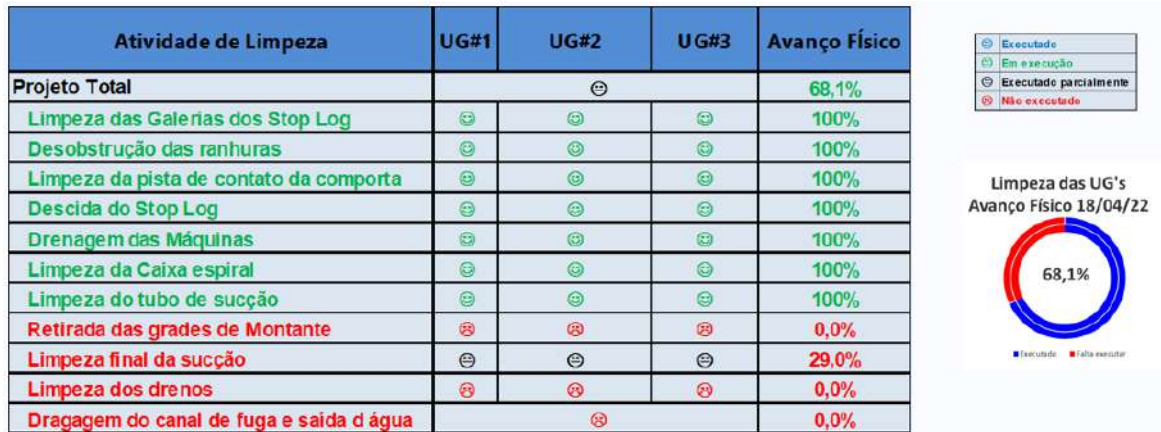 Atividade de Limpeza UG#1 UG#2 UG#3 Avanço FÍsico
Projeto Total 68,1%
Limpeza das Galerias dos Stop Log 100%
Desobstrução das ranhuras 100%
Limpeza da pista de contato da comporta 100%
Descida do Stop Log 100%
Drenagem das Máquinas 100%
Limpeza da Caixa espiral 100%
Limpeza do tubo de sucção 100%
Retirada das grades de Montante 0,0%
Limpeza final da sucção 29,0%
Limpeza dos drenos 0,0%
Dragagem do canal de fuga e saida d água 0,0%
Executado
Em execução
Executado parcialmente
Não executado
Limpeza das UG's
Avanço Físico 18/04/22
68,1%
Executado Falta executar